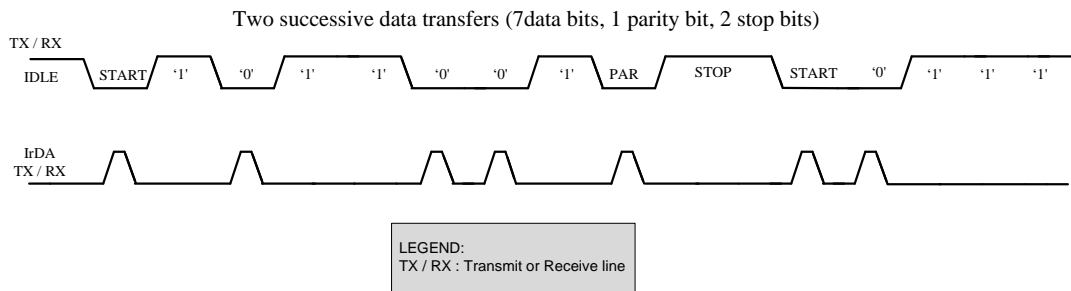 Two successive data transfers (7data bits, 1 parity bit, 2 stop bits)
TX / RX
IDLE START ‘1' ‘0' ‘1' ‘1' ‘0' ‘0' ‘1' PAR STOP START ‘0' ‘1' ‘1' ‘1'
IrDA
TX / RX
LEGEND:
TX / RX : Transmit or Receive line